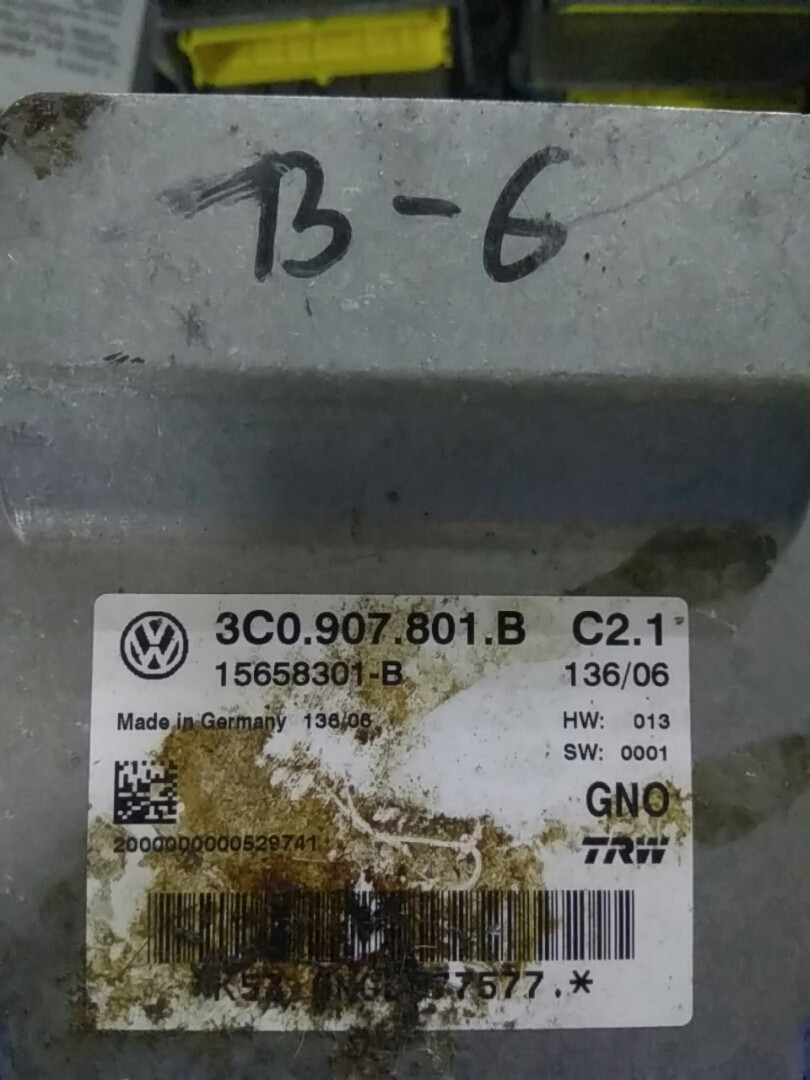 B-6
3C0.907.801.B C2.1
15658301-B 136/06
Made in Germany 136/06 HW: 013
SW: 0001
GNO
2000000000529741 TRW